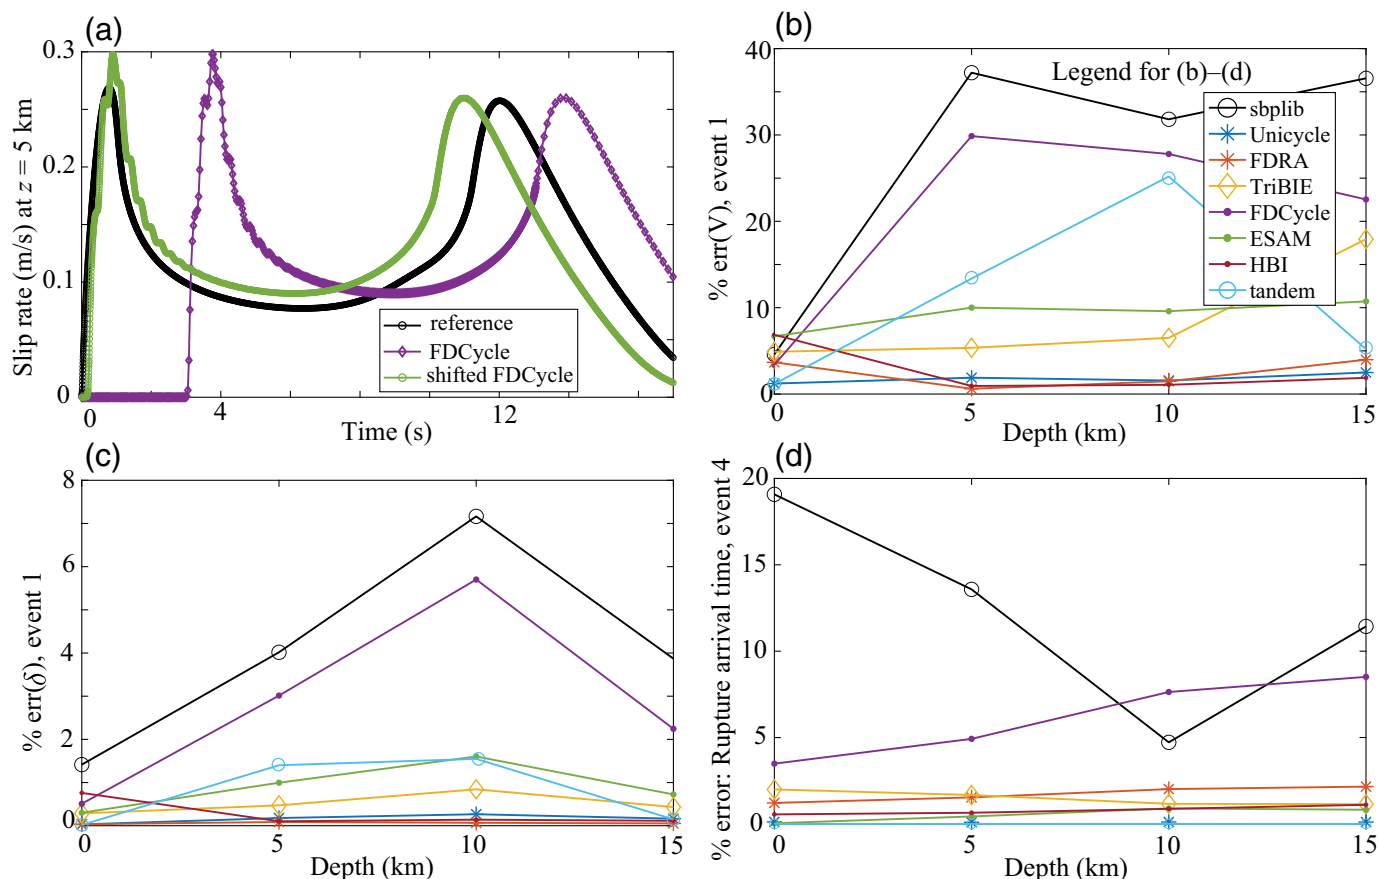 (a)
Slip rate (m/s) at z = 5 km
0.3
0.2
0.1
0
0
4
12
Time (s)
reference
FDCycle
shifted FDCycle
(b)
% err(V), event 1
40
30
20
10
0
0
5
10
15
Depth (km)
Legend for (b)–(d)
sbplib
Unicycle
FDRA
TriBIE
FDCycle
ESAM
HBI
tandem
(c)
% err(δ), event 1
8
6
4
2
0
0
5
10
15
Depth (km)
(d)
% error: Rupture arrival time, event 4
20
15
10
5
0
0
5
10
15
Depth (km)